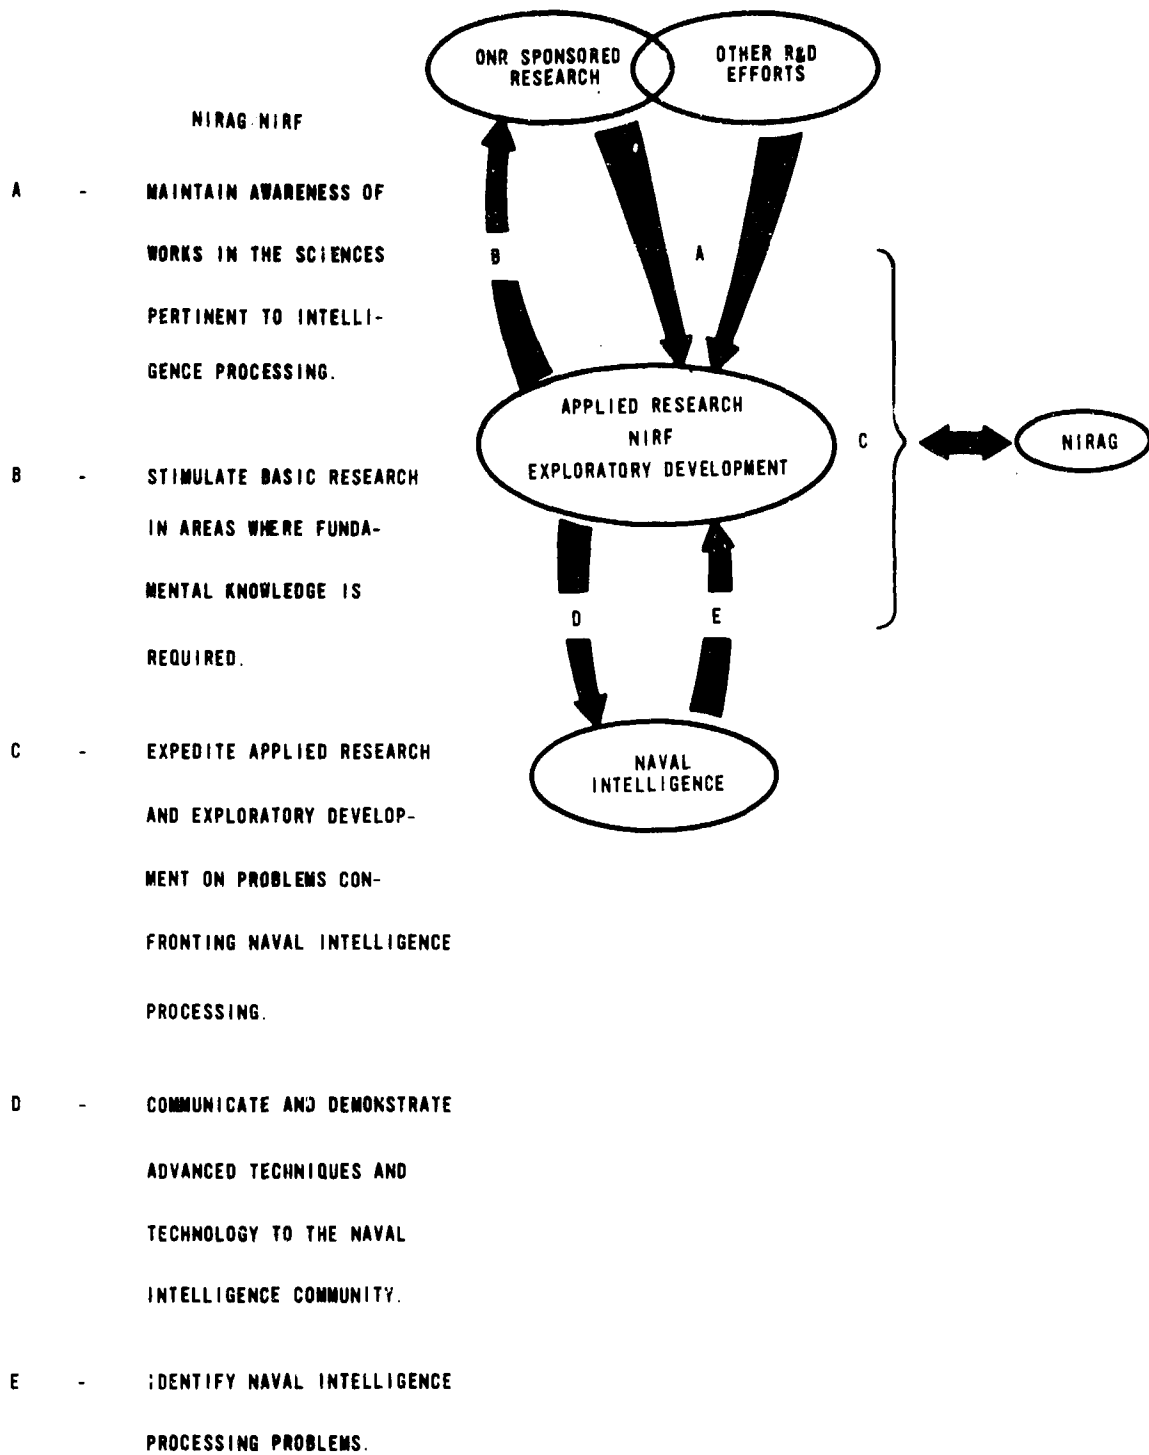 ONR SPONSORED
RESEARCH
OTHER R&D
EFFORTS
NIRAG-NIRF
A - MAINTAIN AWARENESS OF
WORKS IN THE SCIENCES
PERTINENT TO INTELLI-
GENCE PROCESSING.
B
A
APPLIED RESEARCH
NIRF
EXPLORATORY DEVELOPMENT
C
NIRAG
B - STIMULATE BASIC RESEARCH
IN AREAS WHERE FUNDA-
MENTAL KNOWLEDGE IS
REQUIRED.
D
E
NAVAL
INTELLIGENCE
C - EXPEDITE APPLIED RESEARCH
AND EXPLORATORY DEVELOP-
MENT ON PROBLEMS CON-
FRONTING NAVAL INTELLIGENCE
PROCESSING.
D - COMMUNICATE AND DEMONSTRATE
ADVANCED TECHNIQUES AND
TECHNOLOGY TO THE NAVAL
INTELLIGENCE COMMUNITY.
E - IDENTIFY NAVAL INTELLIGENCE
PROCESSING PROBLEMS.